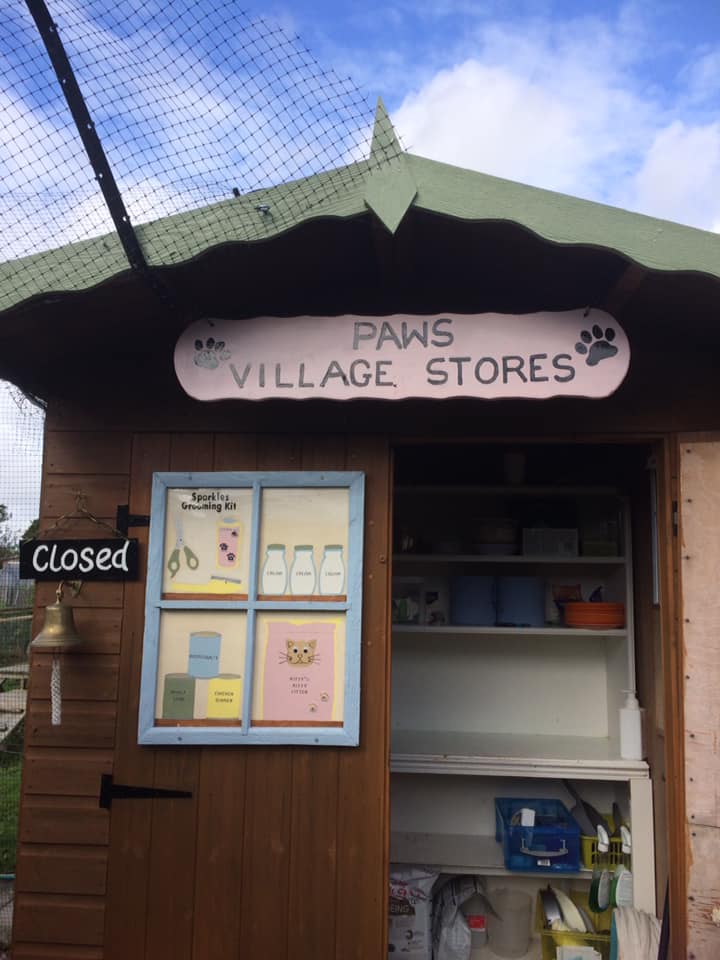 PAWS
VILLAGE STORES
Closed
Sparkles
Grooming Kit
CREAM
CREAM
CREAM
CHICKEN
DINNER
KITTY'S
KITTY
LITTER